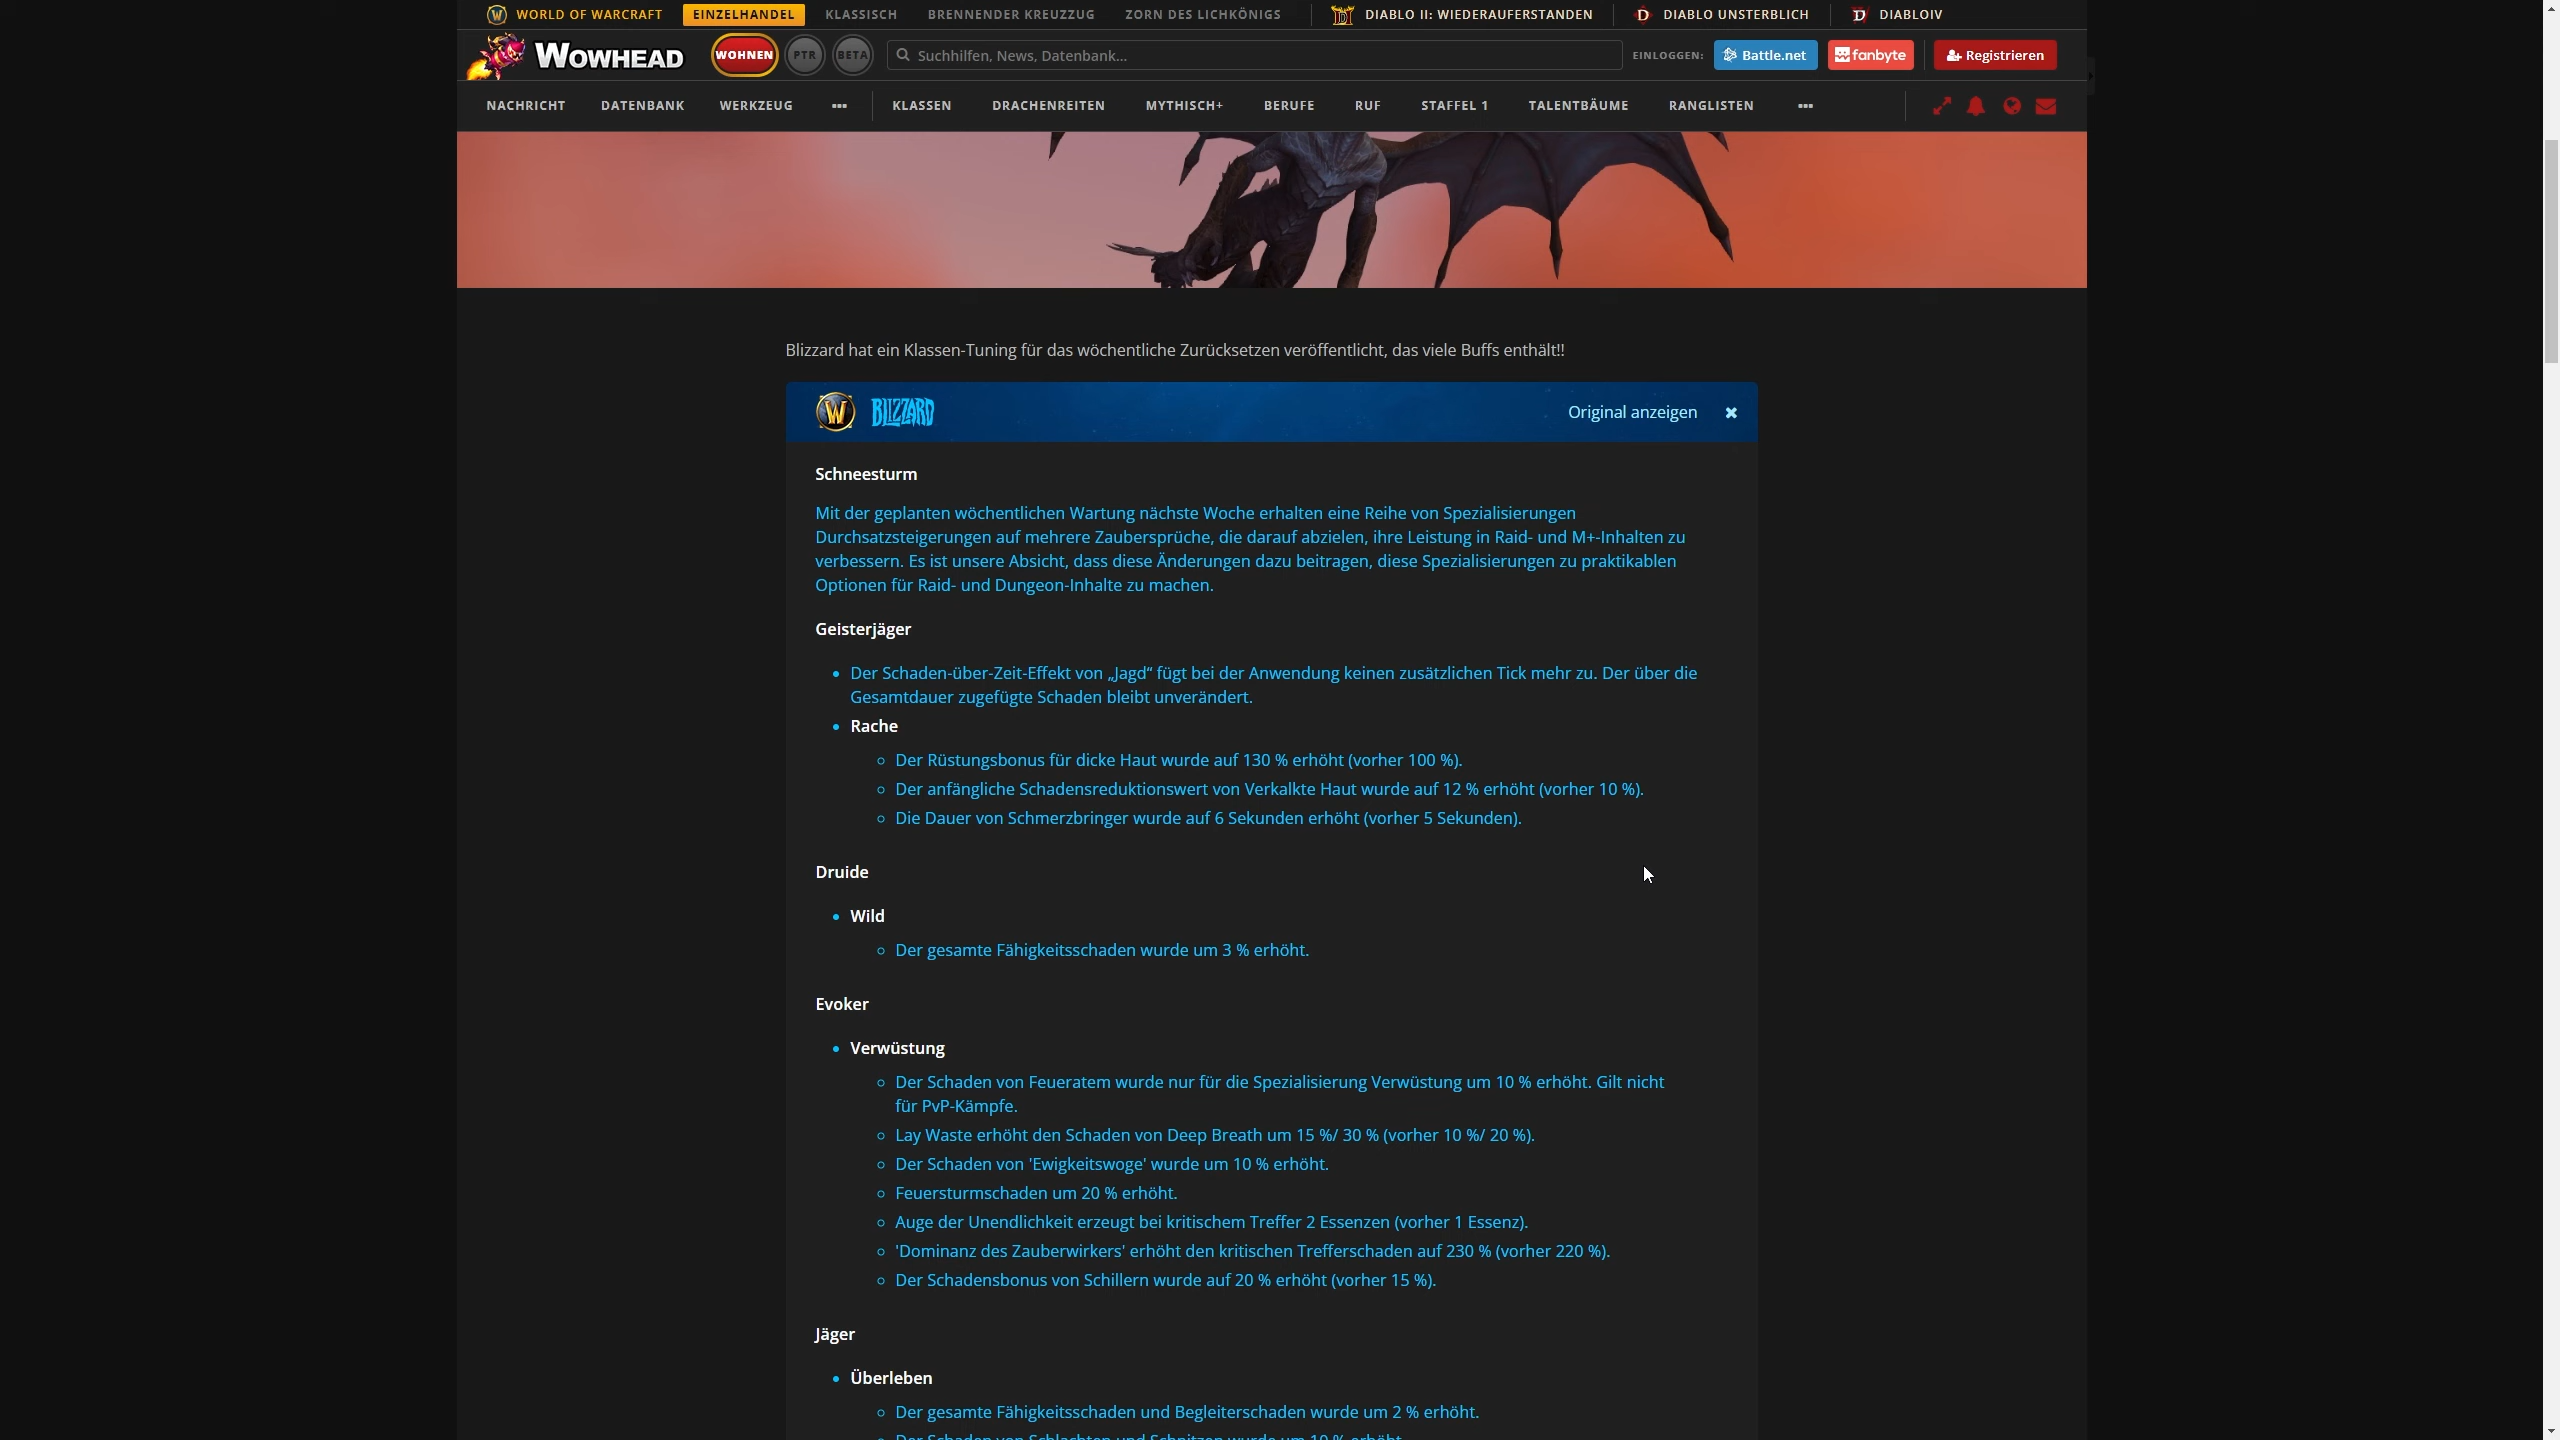 WORLD OF WARCRAFT EINZELHANDEL KLASSISCH BRENNENDER KREUZZUG ZORN DES LICHKÖNIGS DIABLO II: WIEDERAUFERSTANDEN DIABLO UNSTERBLICH DIABLOIV
WOWHEAD WOHNEN PTR BETA Suchhilfen, News, Datenbank... EINLOGGEN: Battle.net fanbyte Registrieren
NACHRICHT DATENBANK WERKZEUG ••• KLASSEN DRACHENREITEN MYTHISCH+ BERUFE RUF STAFFEL 1 TALENTBÄUME RANGLISTEN •••
Blizzard hat ein Klassen-Tuning für das wöchentliche Zurücksetzen veröffentlicht, das viele Buffs enthält!!
W BLIZZARD Original anzeigen ✖
Schneesturm
Mit der geplanten wöchentlichen Wartung nächste Woche erhalten eine Reihe von Spezialisierungen
Durchsatzsteigerungen auf mehrere Zaubersprüche, die darauf abzielen, ihre Leistung in Raid- und M+-Inhalten zu
verbessern. Es ist unsere Absicht, dass diese Änderungen dazu beitragen, diese Spezialisierungen zu praktikablen
Optionen für Raid- und Dungeon-Inhalte zu machen.
Geisterjäger
• Der Schaden-über-Zeit-Effekt von „Jagd“ fügt bei der Anwendung keinen zusätzlichen Tick mehr zu. Der über die
Gesamtdauer zugefügte Schaden bleibt unverändert.
• Rache
○ Der Rüstungsbonus für dicke Haut wurde auf 130 % erhöht (vorher 100 %).
○ Der anfängliche Schadensreduktionswert von Verkalkte Haut wurde auf 12 % erhöht (vorher 10 %).
○ Die Dauer von Schmerzbringer wurde auf 6 Sekunden erhöht (vorher 5 Sekunden).
Druide
• Wild
○ Der gesamte Fähigkeitsschaden wurde um 3 % erhöht.
Evoker
• Verwüstung
○ Der Schaden von Feueratem wurde nur für die Spezialisierung Verwüstung um 10 % erhöht. Gilt nicht
für PvP-Kämpfe.
○ Lay Waste erhöht den Schaden von Deep Breath um 15 %/ 30 % (vorher 10 %/ 20 %).
○ Der Schaden von 'Ewigkeitswoge' wurde um 10 % erhöht.
○ Feuersturmschaden um 20 % erhöht.
○ Auge der Unendlichkeit erzeugt bei kritischem Treffer 2 Essenzen (vorher 1 Essenz).
○ 'Dominanz des Zauberwirkers' erhöht den kritischen Trefferschaden auf 230 % (vorher 220 %).
○ Der Schadensbonus von Schillern wurde auf 20 % erhöht (vorher 15 %).
Jäger
• Überleben
○ Der gesamte Fähigkeitsschaden und Begleiterschaden wurde um 2 % erhöht.
Der Schaden von Schlachten und Schnitzen wurde um 10 % erhöht.